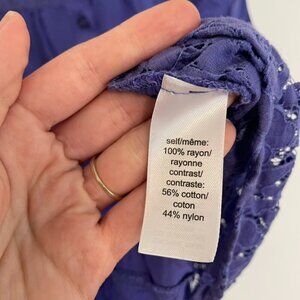 self/même:
100% rayon/
rayonne
contrast/
contraste:
56% cotton/
coton
44% nylon